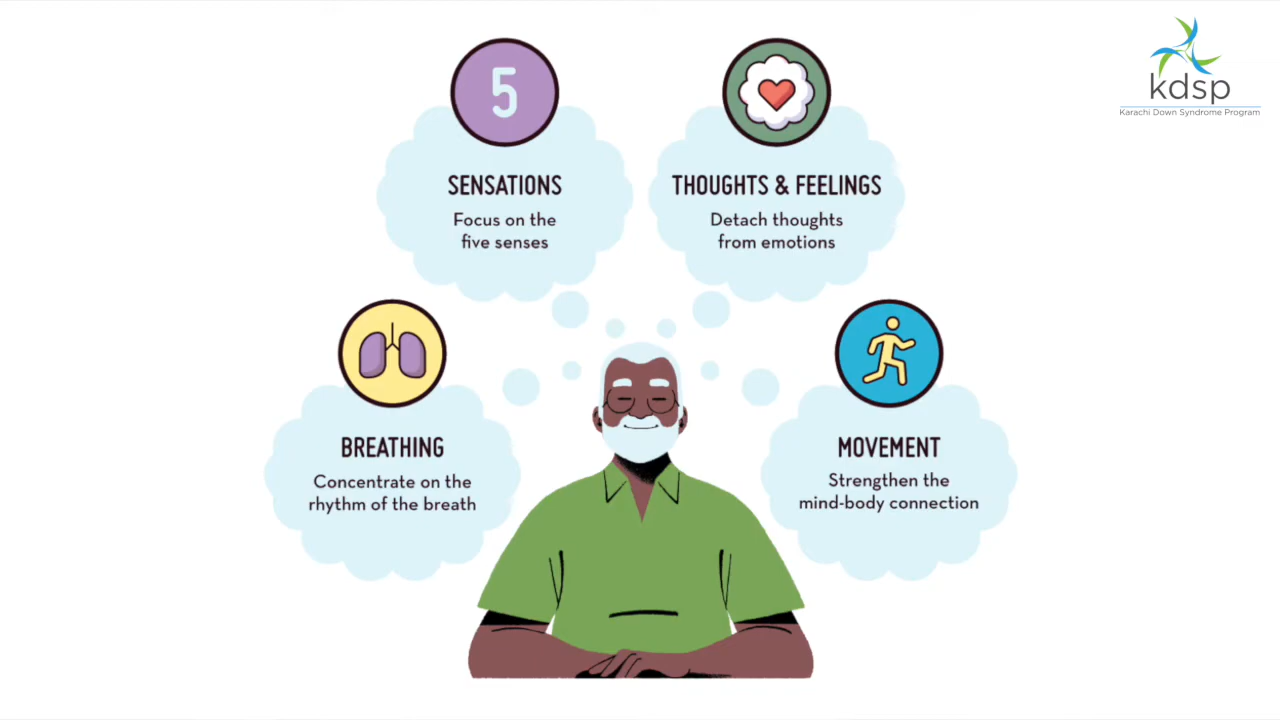 5
SENSATIONS
Focus on the
five senses
THOUGHTS & FEELINGS
Detach thoughts
from emotions
kdsp
Karachi Down Syndrome Program
BREATHING
Concentrate on the
rhythm of the breath
MOVEMENT
Strengthen the
mind-body connection